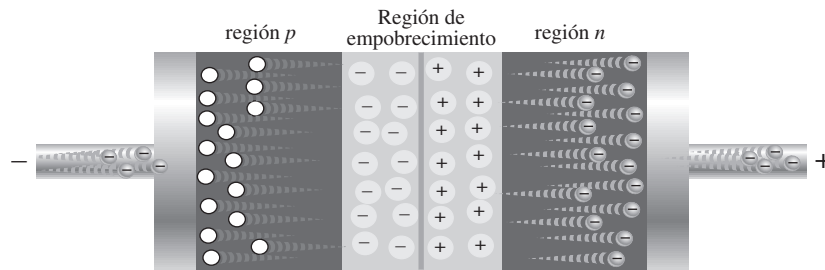 región p
Región de
empobrecimiento
región n
− +